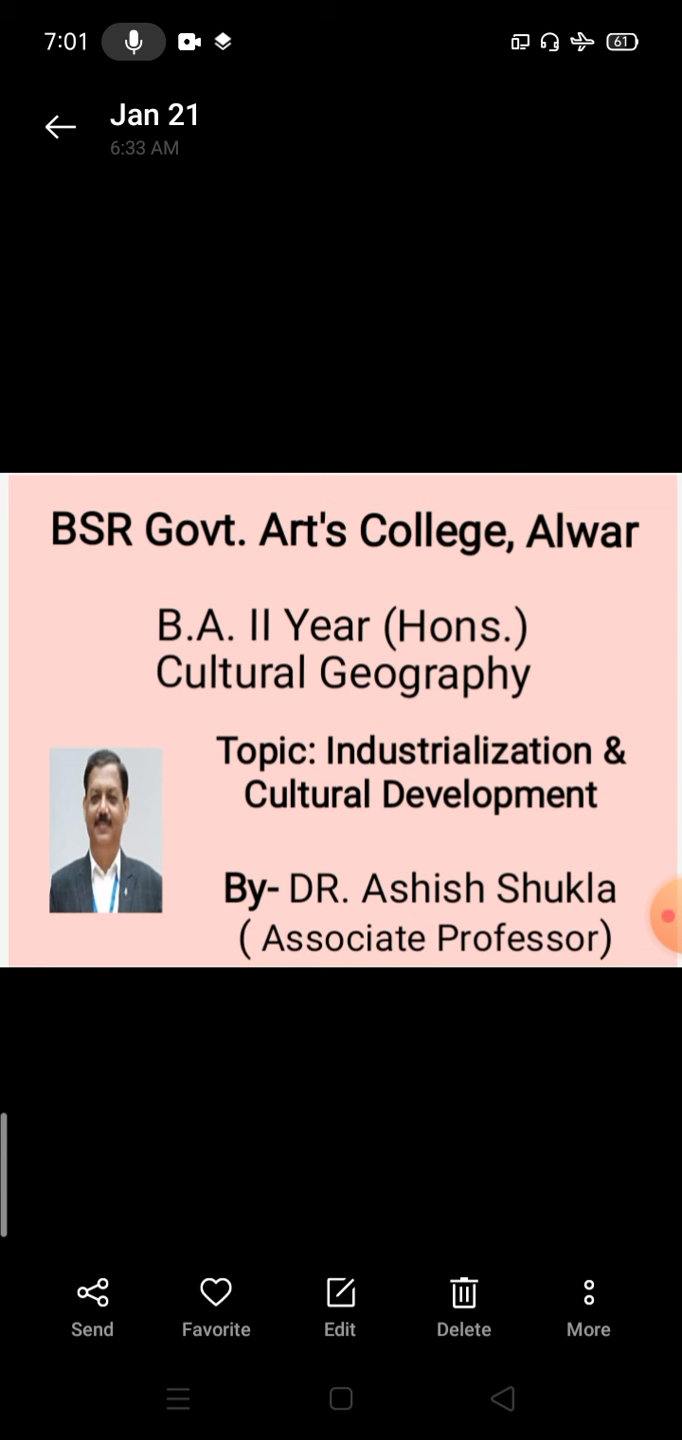 7:01
61
Jan 21
6:33 AM
BSR Govt. Art's College, Alwar
B.A. II Year (Hons.)
Cultural Geography
Topic: Industrialization &
Cultural Development
By- DR. Ashish Shukla
( Associate Professor)
Send Favorite Edit Delete More